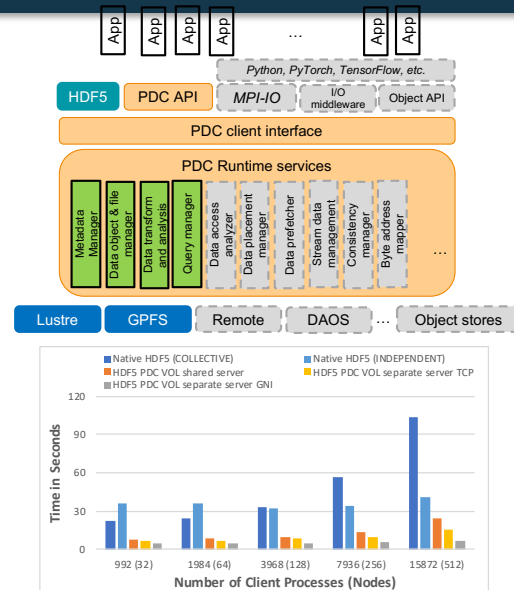 App App App App ... App App
Python, PyTorch, TensorFlow, etc.
HDF5 PDC API MPI-IO I/O middleware Object API
PDC client interface
PDC Runtime services
Metadata Manager
Data object & file manager
Data transform and analysis
Query manager
Data access analyzer
Data placement manager
Data prefetcher
Stream data management
Consistency manager
Byte address mapper
...
Lustre GPFS Remote DAOS ... Object stores
Native HDF5 (COLLECTIVE) Native HDF5 (INDEPENDENT)
HDF5 PDC VOL shared server HDF5 PDC VOL separate server TCP
HDF5 PDC VOL separate server GNI
120
90
60
30
0
Time in Seconds
992 (32) 1984 (64) 3968 (128) 7936 (256) 15872 (512)
Number of Client Processes (Nodes)